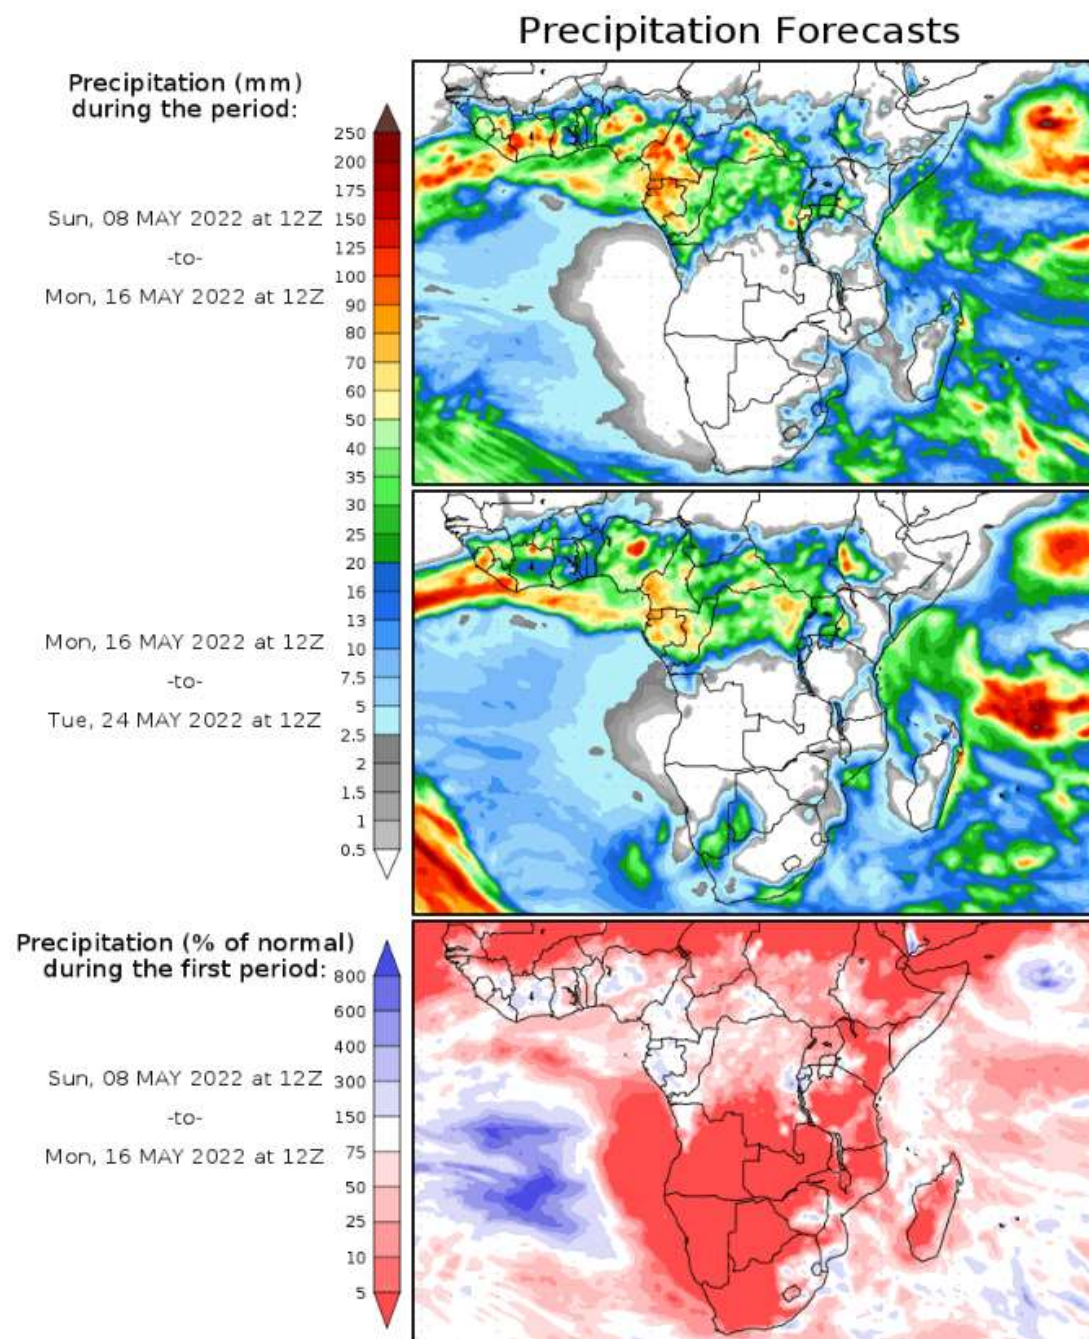 Precipitation Forecasts
Precipitation (mm)
during the period:
250
200
175
150
125
100
90
80
70
60
50
40
35
30
25
20
16
13
10
7.5
5
2.5
2
1.5
1
0.5
Sun, 08 MAY 2022 at 12Z
-to-
Mon, 16 MAY 2022 at 12Z
Mon, 16 MAY 2022 at 12Z
-to-
Tue, 24 MAY 2022 at 12Z
Precipitation (% of normal)
during the first period:
800
600
400
300
150
75
50
25
10
5
Sun, 08 MAY 2022 at 12Z
-to-
Mon, 16 MAY 2022 at 12Z